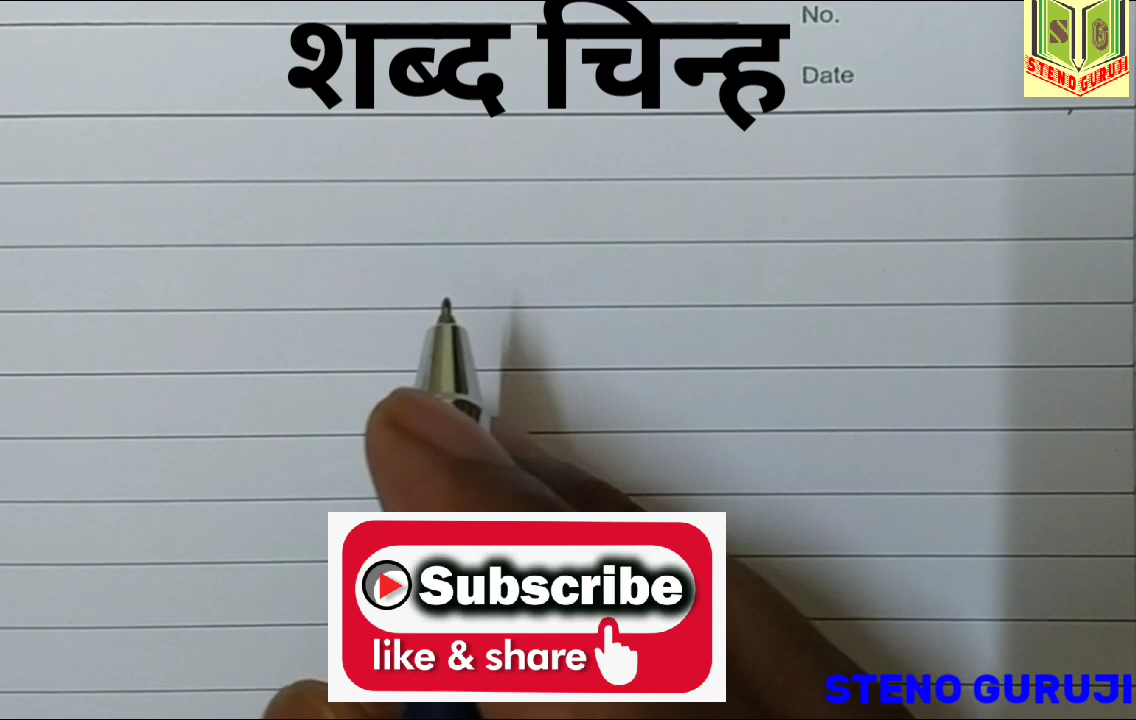 शब्द चिन्ह
No.
Date
S G
STENO GURUJI
Subscribe
like & share
STENO GURUJI